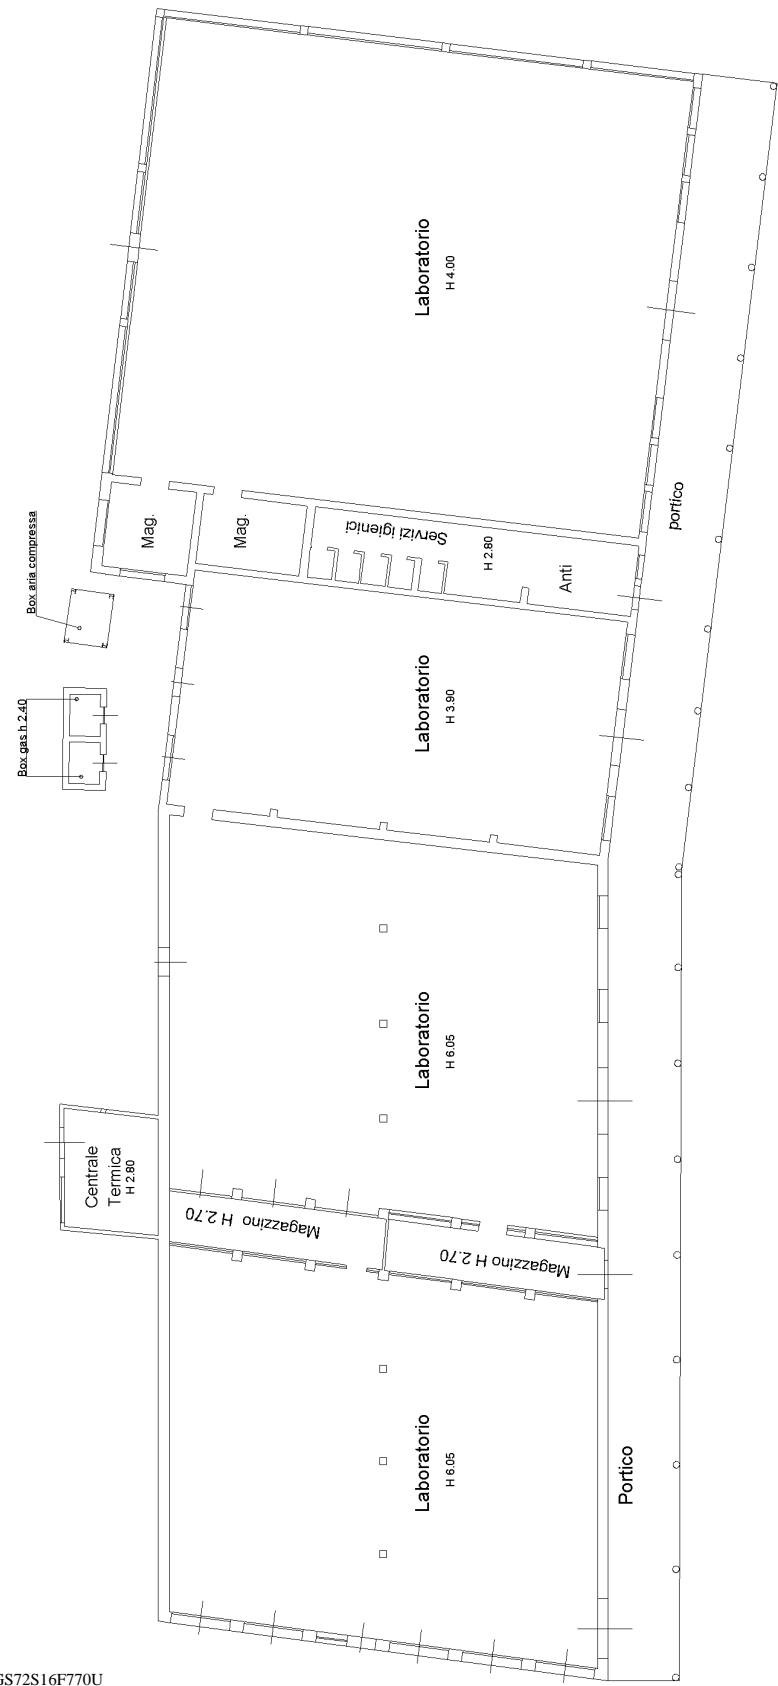 Laboratorio
H 4.00
Mag.
Mag.
Servizi igienici
H 2.80
Anti
portico
Box aria compressa
Box gas h 2.40
Laboratorio
H 3.90
Laboratorio
H 6.05
Centrale
Termica
H 2.80
Magazzino H 2.70
Magazzino H 2.70
Laboratorio
H 6.05
Portico
GS72S16F770U